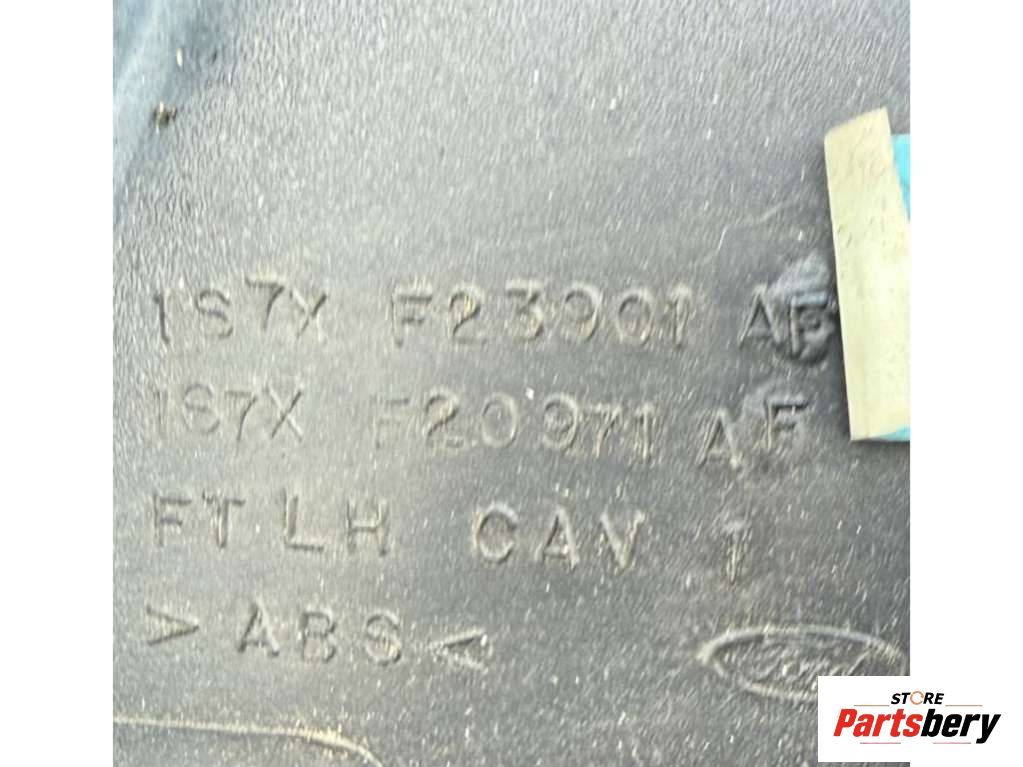 1S7X F23901 AF
1S7X F20971 AF
FT LH CAV 1
>ABS<
Ford
STORE
Partsbery